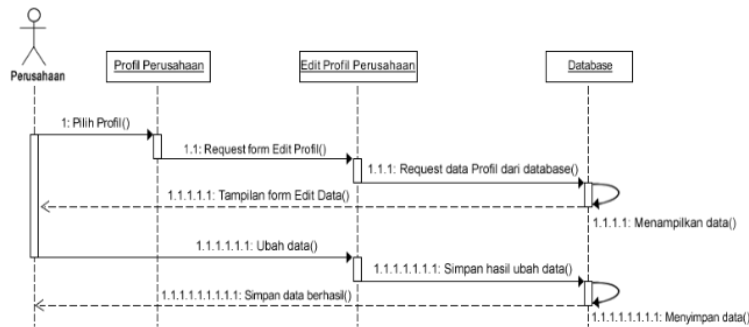 Perusahaan
Profil Perusahaan
Edit Profil Perusahaan
Database
1: Pilih Profil()
1.1: Request form Edit Profil()
1.1.1: Request data Profil dari database()
1.1.1.1.1: Tampilan form Edit Data()
1.1.1.1: Menampilkan data()
1.1.1.1.1.1: Ubah data()
1.1.1.1.1.1.1: Simpan hasil ubah data()
1.1.1.1.1.1.1.1.1: Simpan data berhasil()
1.1.1.1.1.1.1.1: Menyimpan data()